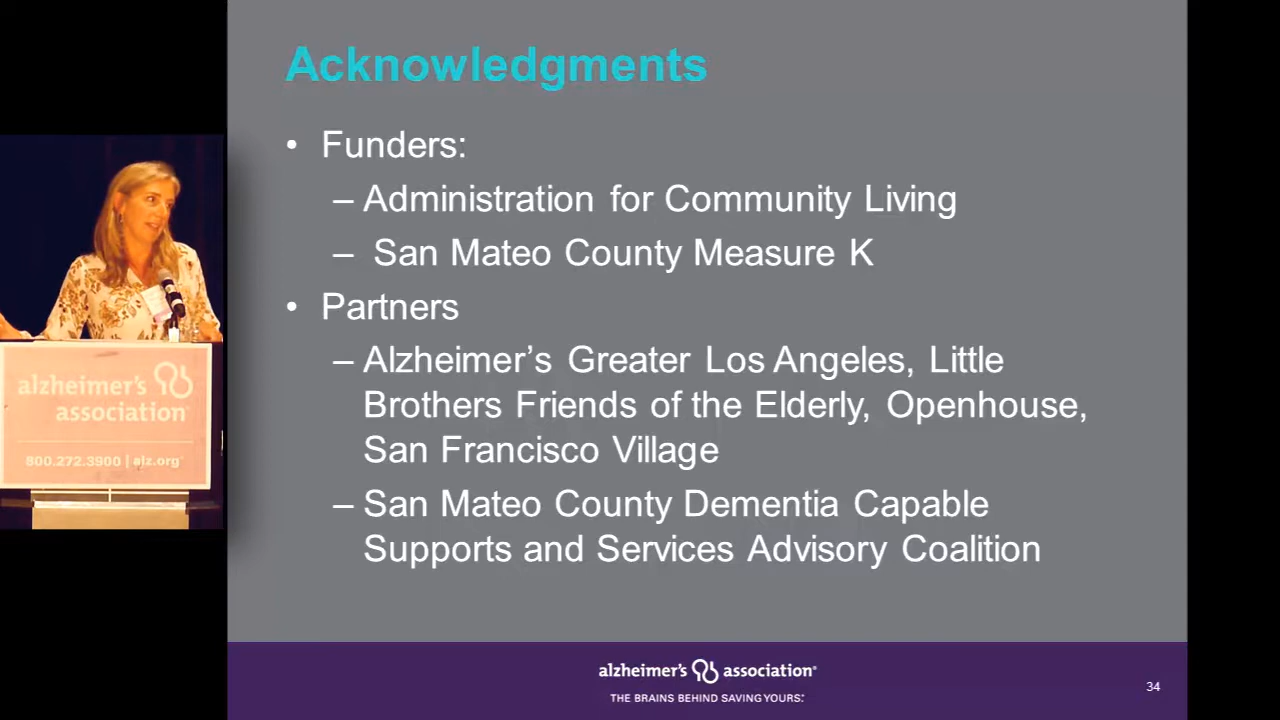 Acknowledgments
• Funders:
– Administration for Community Living
– San Mateo County Measure K
• Partners
– Alzheimer’s Greater Los Angeles, Little
Brothers Friends of the Elderly, Openhouse,
San Francisco Village
– San Mateo County Dementia Capable
Supports and Services Advisory Coalition
alzheimer's association®
THE BRAINS BEHIND SAVING YOURS.™
34
alzheimer's
association
800.272.3900 | alz.org®